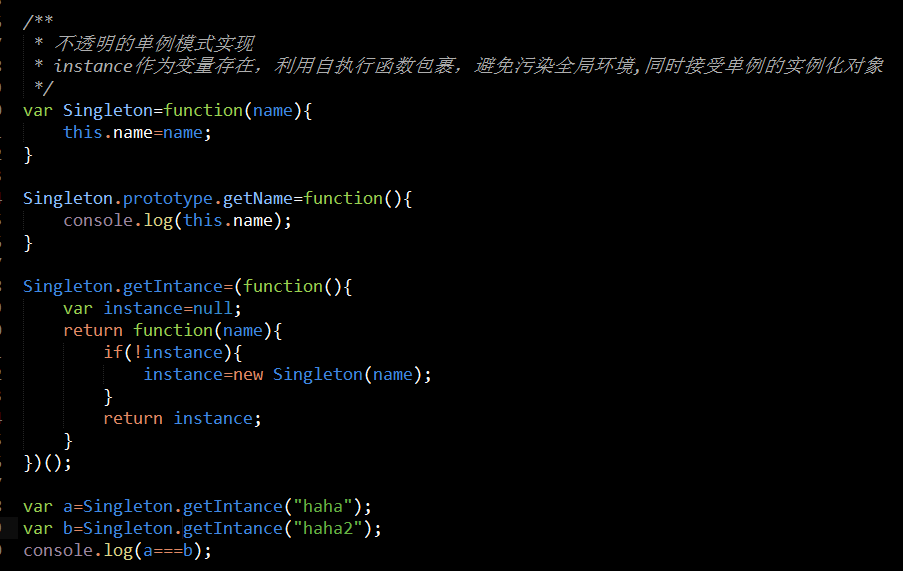 /**
 * 不透明的单例模式实现
 * instance作为变量存在，利用自执行函数包裹，避免污染全局环境,同时接受单例的实例化对象
 */
var Singleton=function(name){
    this.name=name;
}
Singleton.prototype.getName=function(){
    console.log(this.name);
}
Singleton.getIntance=(function(){
    var instance=null;
    return function(name){
        if(!instance){
            instance=new Singleton(name);
        }
        return instance;
    }
})();
var a=Singleton.getIntance("haha");
var b=Singleton.getIntance("haha2");
console.log(a===b);